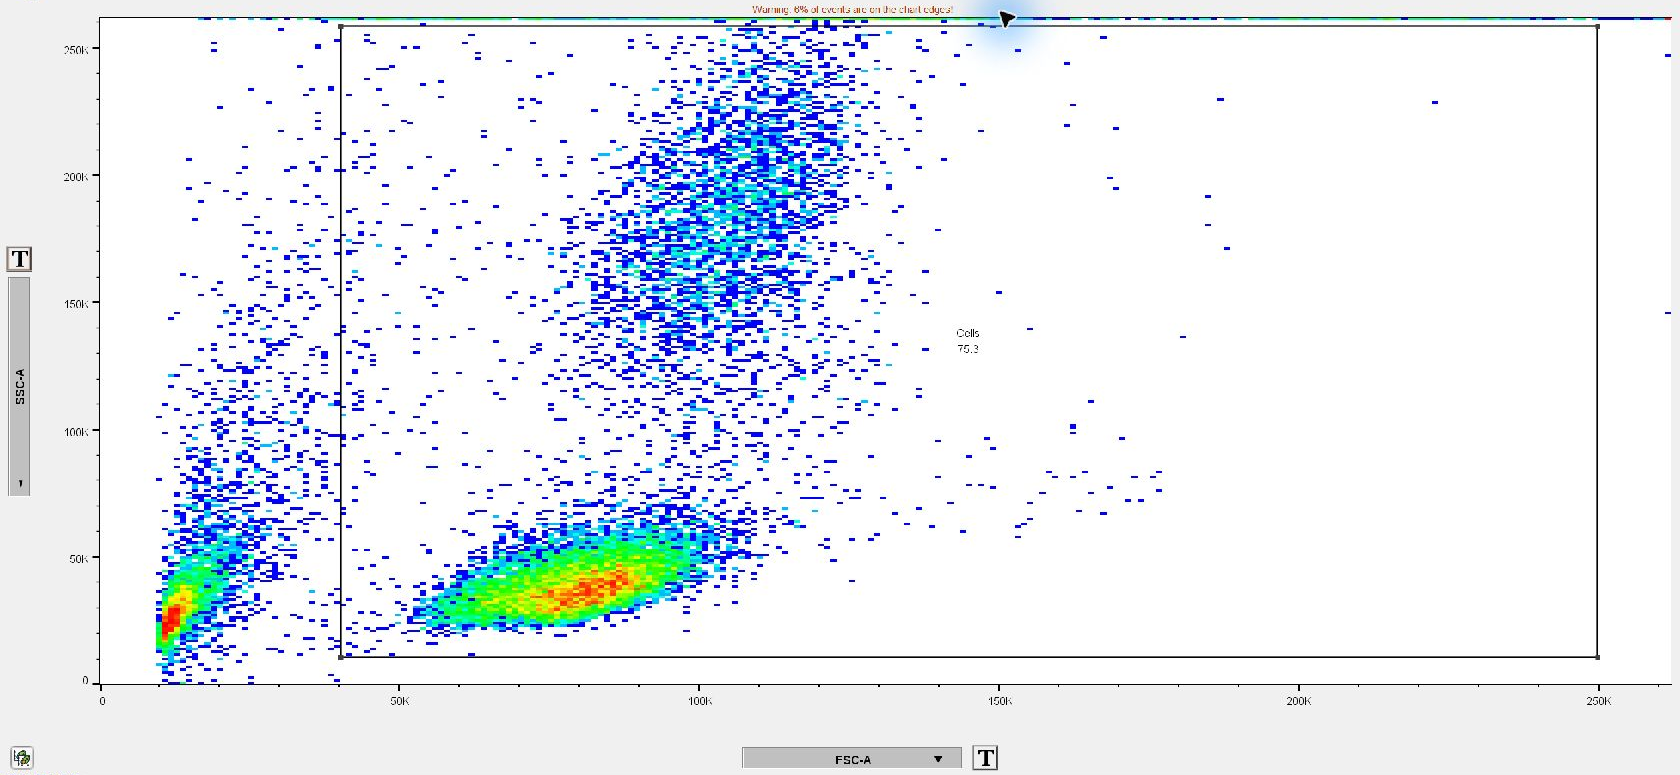 Warning: 6% of events are on the chart edges!
250K
200K
150K
100K
50K
0
T
SSC-A
Cells
75.3
0
50K
100K
150K
200K
250K
FSC-A
T